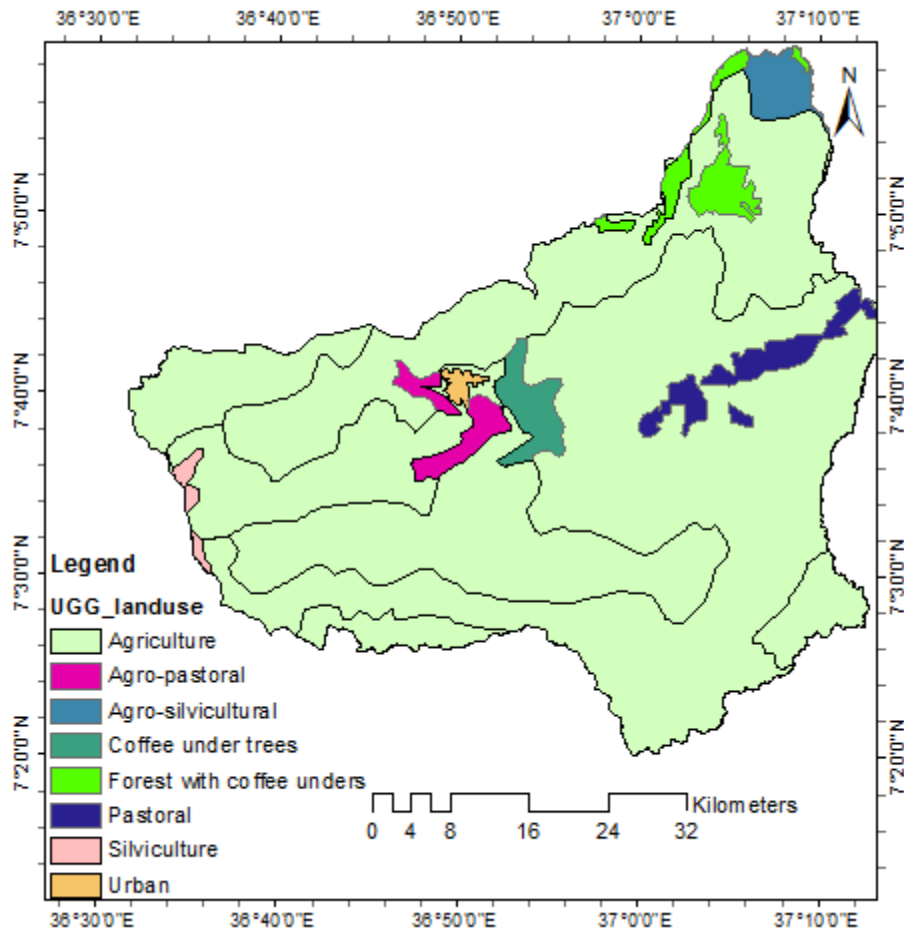 36°30'0"E 36°40'0"E 36°50'0"E 37°0'0"E 37°10'0"E
N
7°50'0"N 7°50'0"N
7°40'0"N 7°40'0"N
7°30'0"N 7°30'0"N
7°20'0"N 7°20'0"N
Legend
UGG_landuse
Agriculture
Agro-pastoral
Agro-silvicultural
Coffee under trees
Forest with coffee unders
Pastoral
Silviculture
Urban
Kilometers
0 4 8 16 24 32
36°30'0"E 36°40'0"E 36°50'0"E 37°0'0"E 37°10'0"E